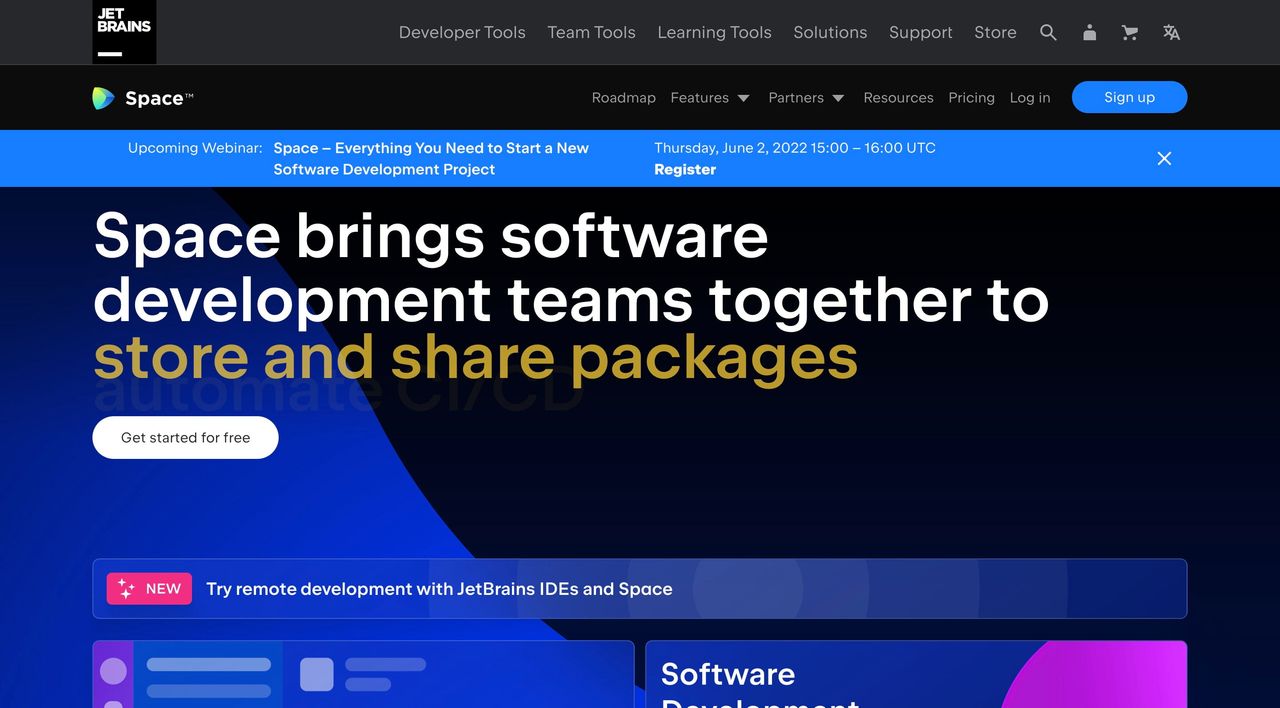 JET
BRAINS
Developer Tools Team Tools Learning Tools Solutions Support Store
Space™
Roadmap Features Partners Resources Pricing Log in Sign up
Upcoming Webinar: Space – Everything You Need to Start a New
Software Development Project
Thursday, June 2, 2022 15:00 – 16:00 UTC
Register
Space brings software
development teams together to
store and share packages
automate CI/CD
Get started for free
NEW Try remote development with JetBrains IDEs and Space
Software
Development